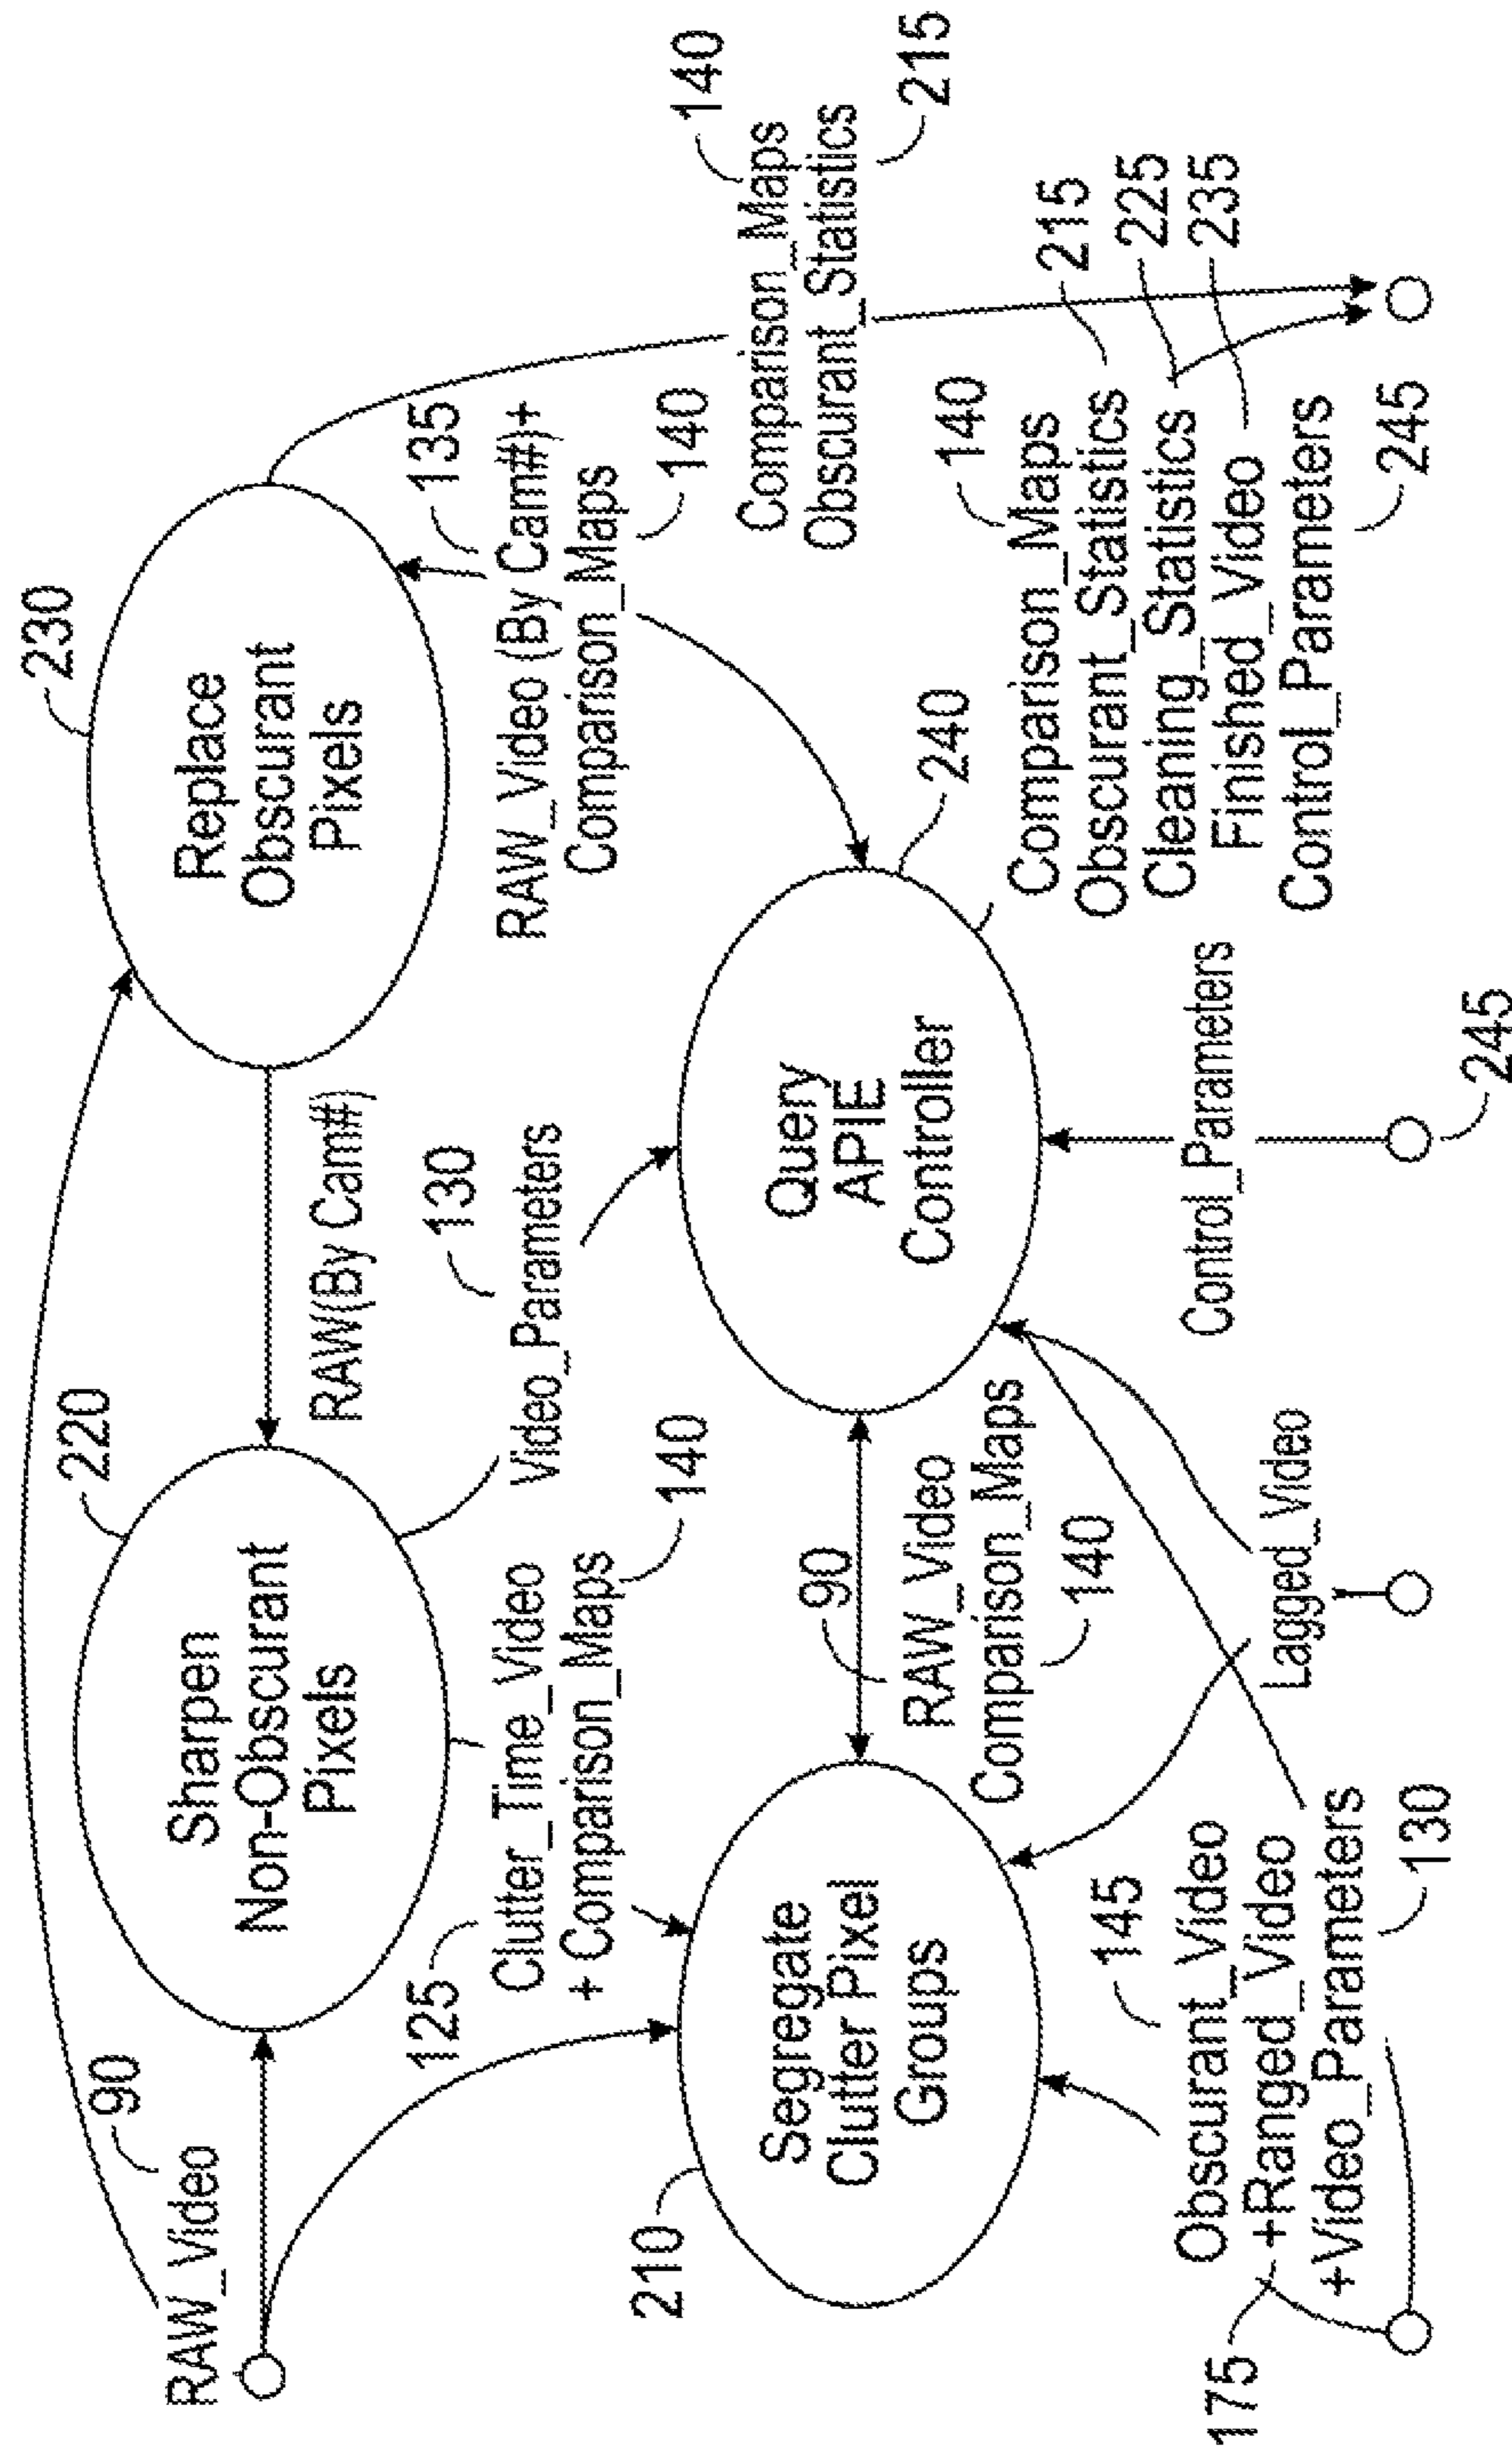 RAW_Video
90
Sharpen
Non-Obscurant
Pixels
220
RAW(By Cam#)
Replace
Obscurant
Pixels
230
125
Clutter_Time_Video
+ Comparison_Maps
140
130
Video_Parameters
135
RAW_Video (By Cam#)+
Comparison_Maps
140
140
Comparison_Maps
Obscurant_Statistics
215
210
Segregate
Clutter Pixel
Groups
90
RAW_Video
Comparison_Maps
140
Query
APIE
Controller
240
140
Comparison_Maps
Obscurant_Statistics
215
Cleaning_Statistics
225
Finished_Video
235
Control_Parameters
245
145
Obscurant_Video
175
+Ranged_Video
+Video_Parameters
130
Lagged_Video
Control_Parameters
245